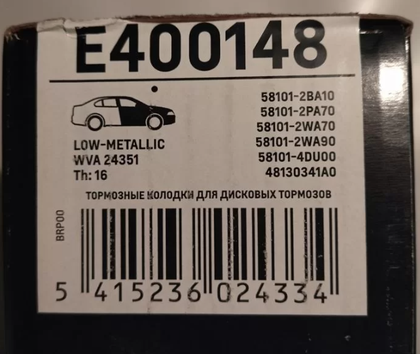 E400148
58101-2BA10
58101-2PA70
58101-2WA70
LOW-METALLIC 58101-2WA90
WVA 24351 58101-4DU00
Th: 16 48130341A0
ТОРМОЗНЫЕ КОЛОДКИ ДЛЯ ДИСКОВЫХ ТОРМОЗОВ
BRP00
5 415236 024334